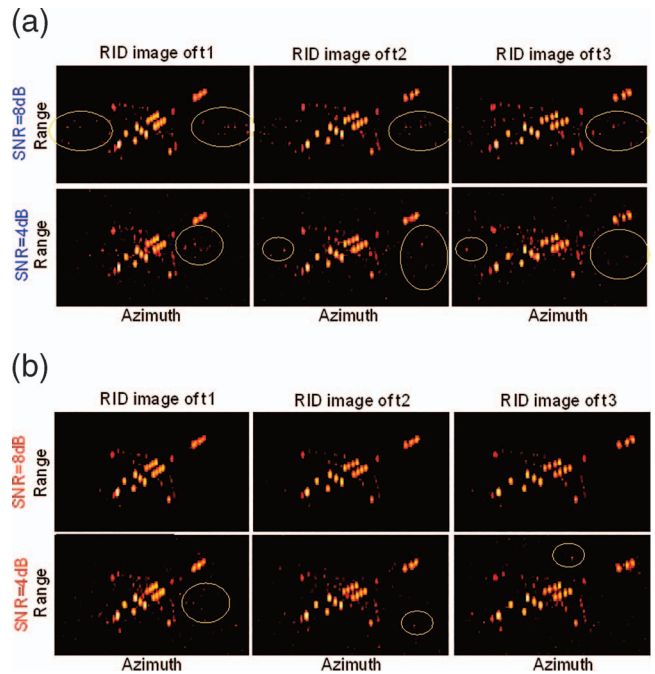 (a)
RID image of t1 RID image of t2 RID image of t3
SNR=8dB
Range
SNR=4dB
Range
Azimuth Azimuth Azimuth
(b)
RID image of t1 RID image of t2 RID image of t3
SNR=8dB
Range
SNR=4dB
Range
Azimuth Azimuth Azimuth